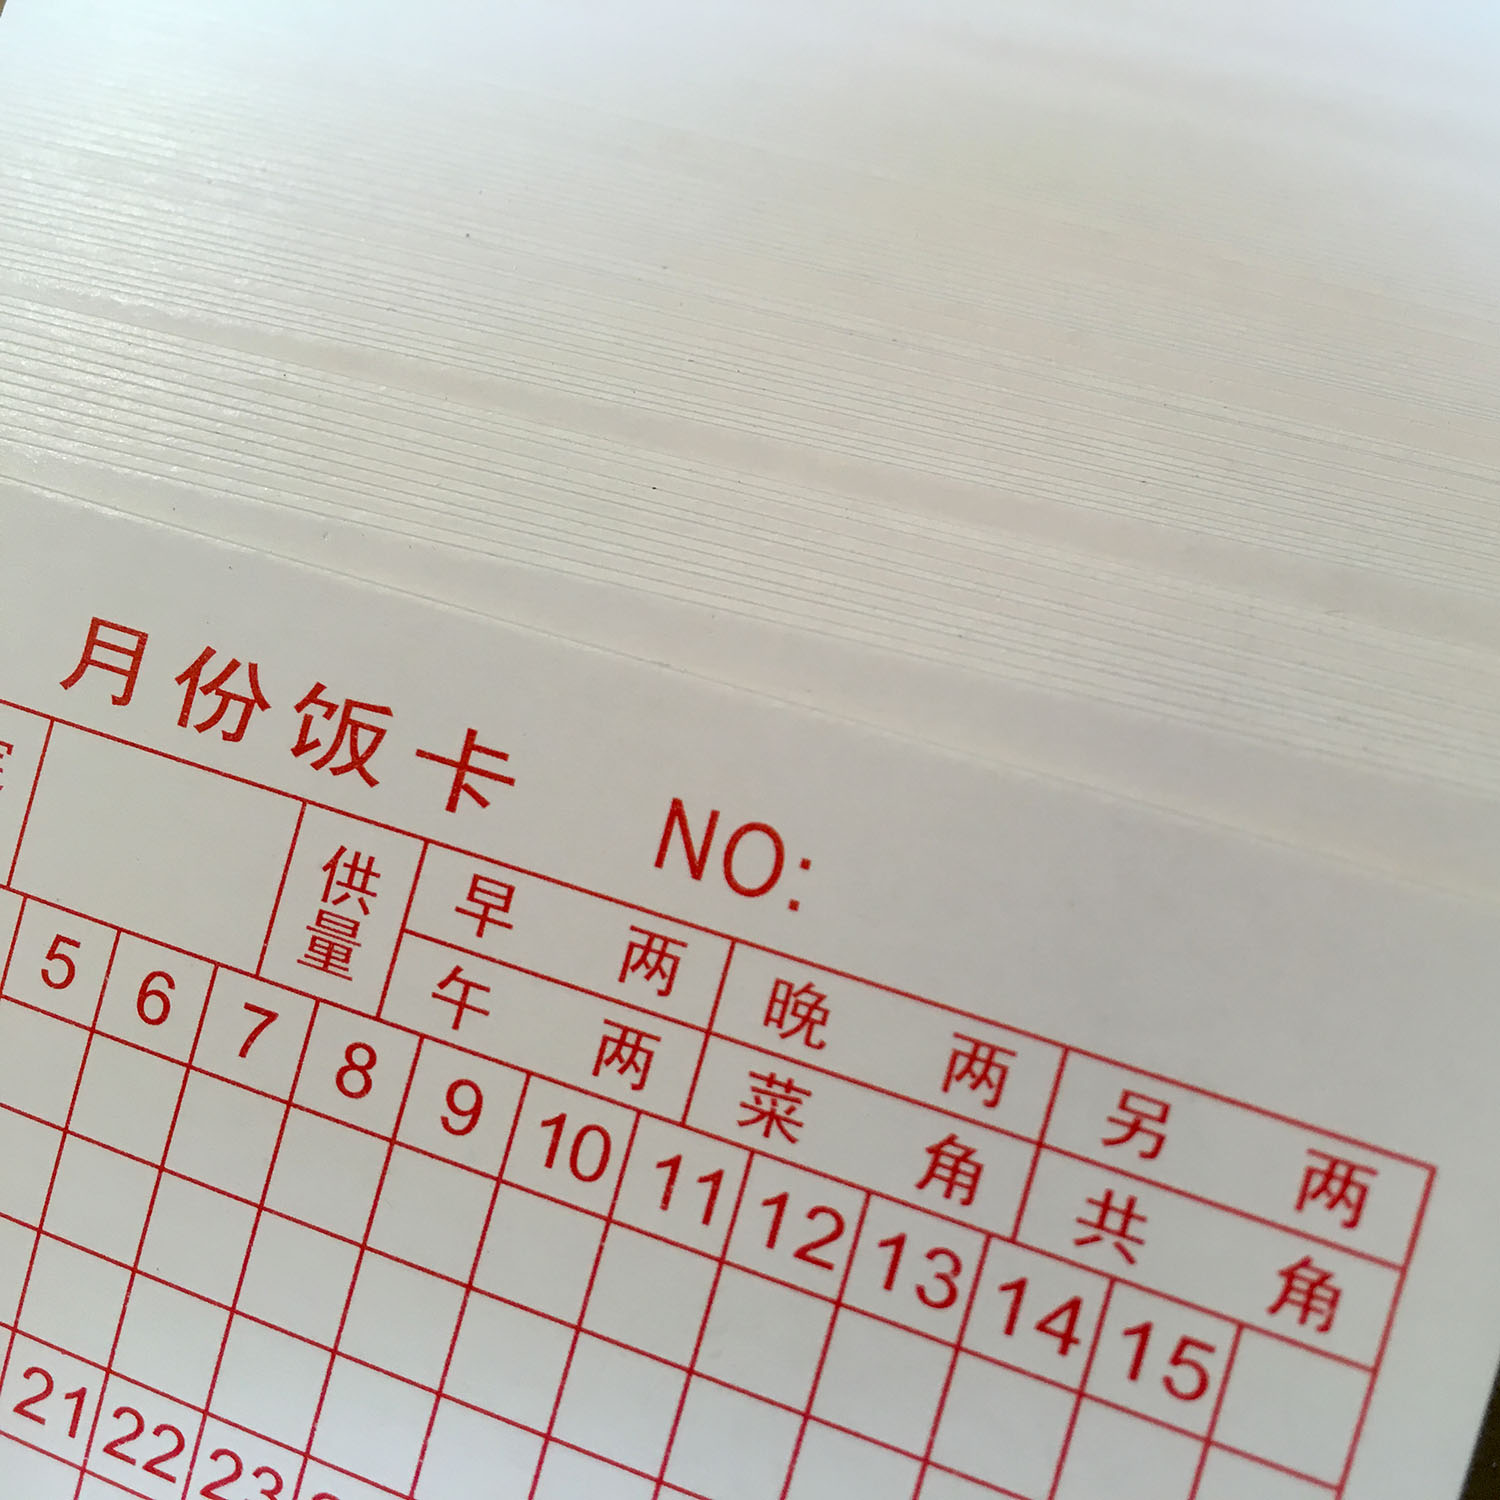 月份饭卡 NO:
供量 早 两 晚 两 另 两
午 两 菜 角 共 角
5 6 7 8 9 10 11 12 13 14 15
21 22 23